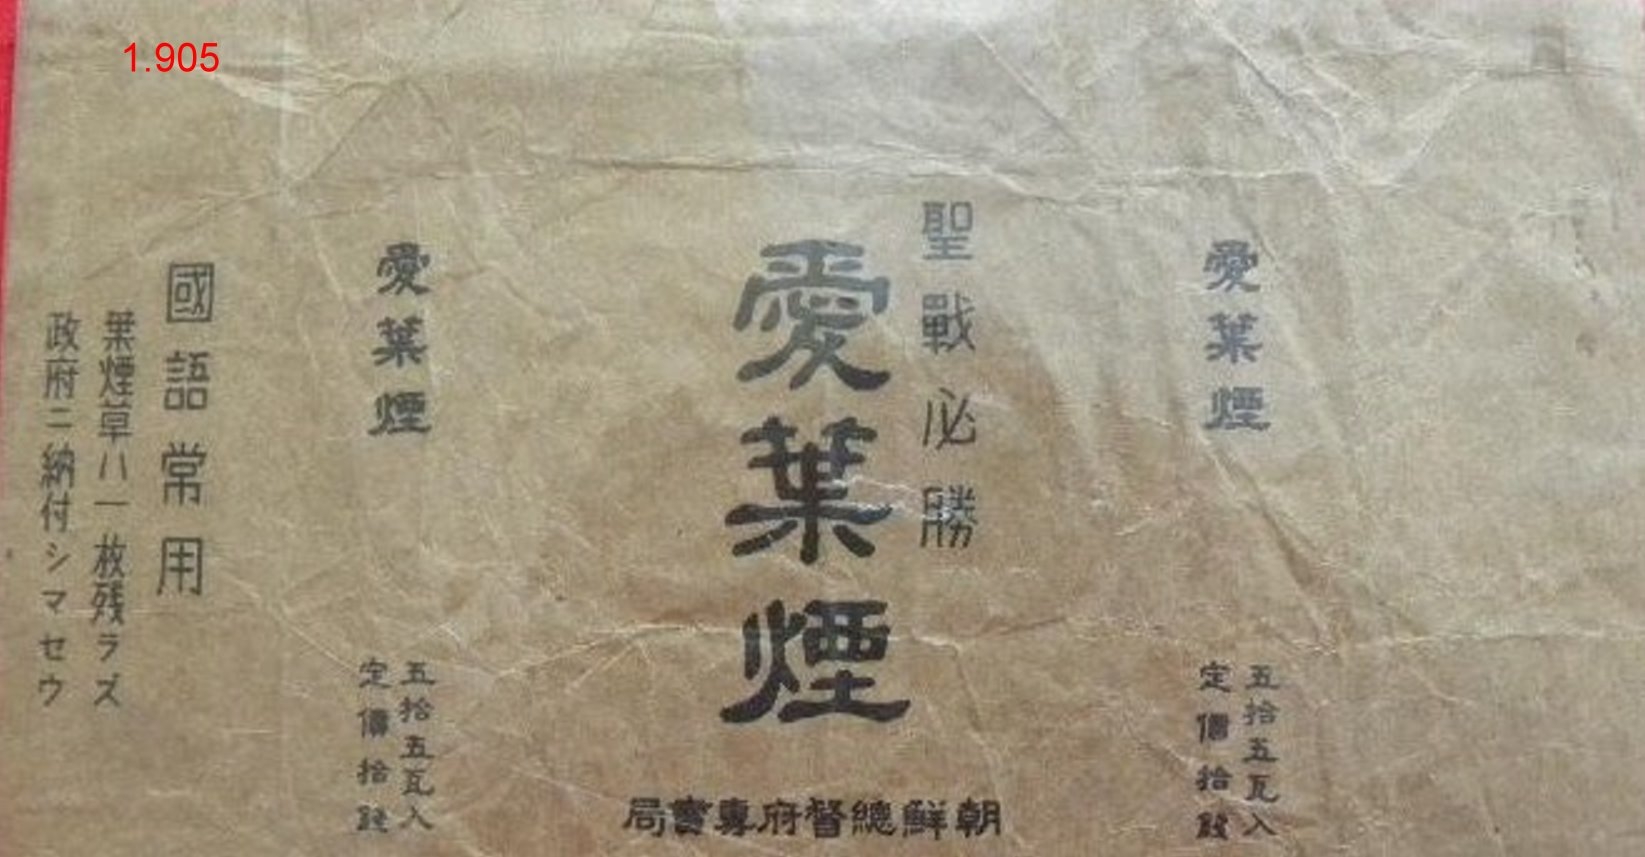 1.905
愛葉煙
五拾五瓦入
定價拾錢
聖戰必勝
愛葉煙
朝鮮總督府專賣局
愛葉煙
五拾五瓦入
定價拾錢
國語常用
葉煙草ハ一枚残ラズ
政府ニ納付シマセウ